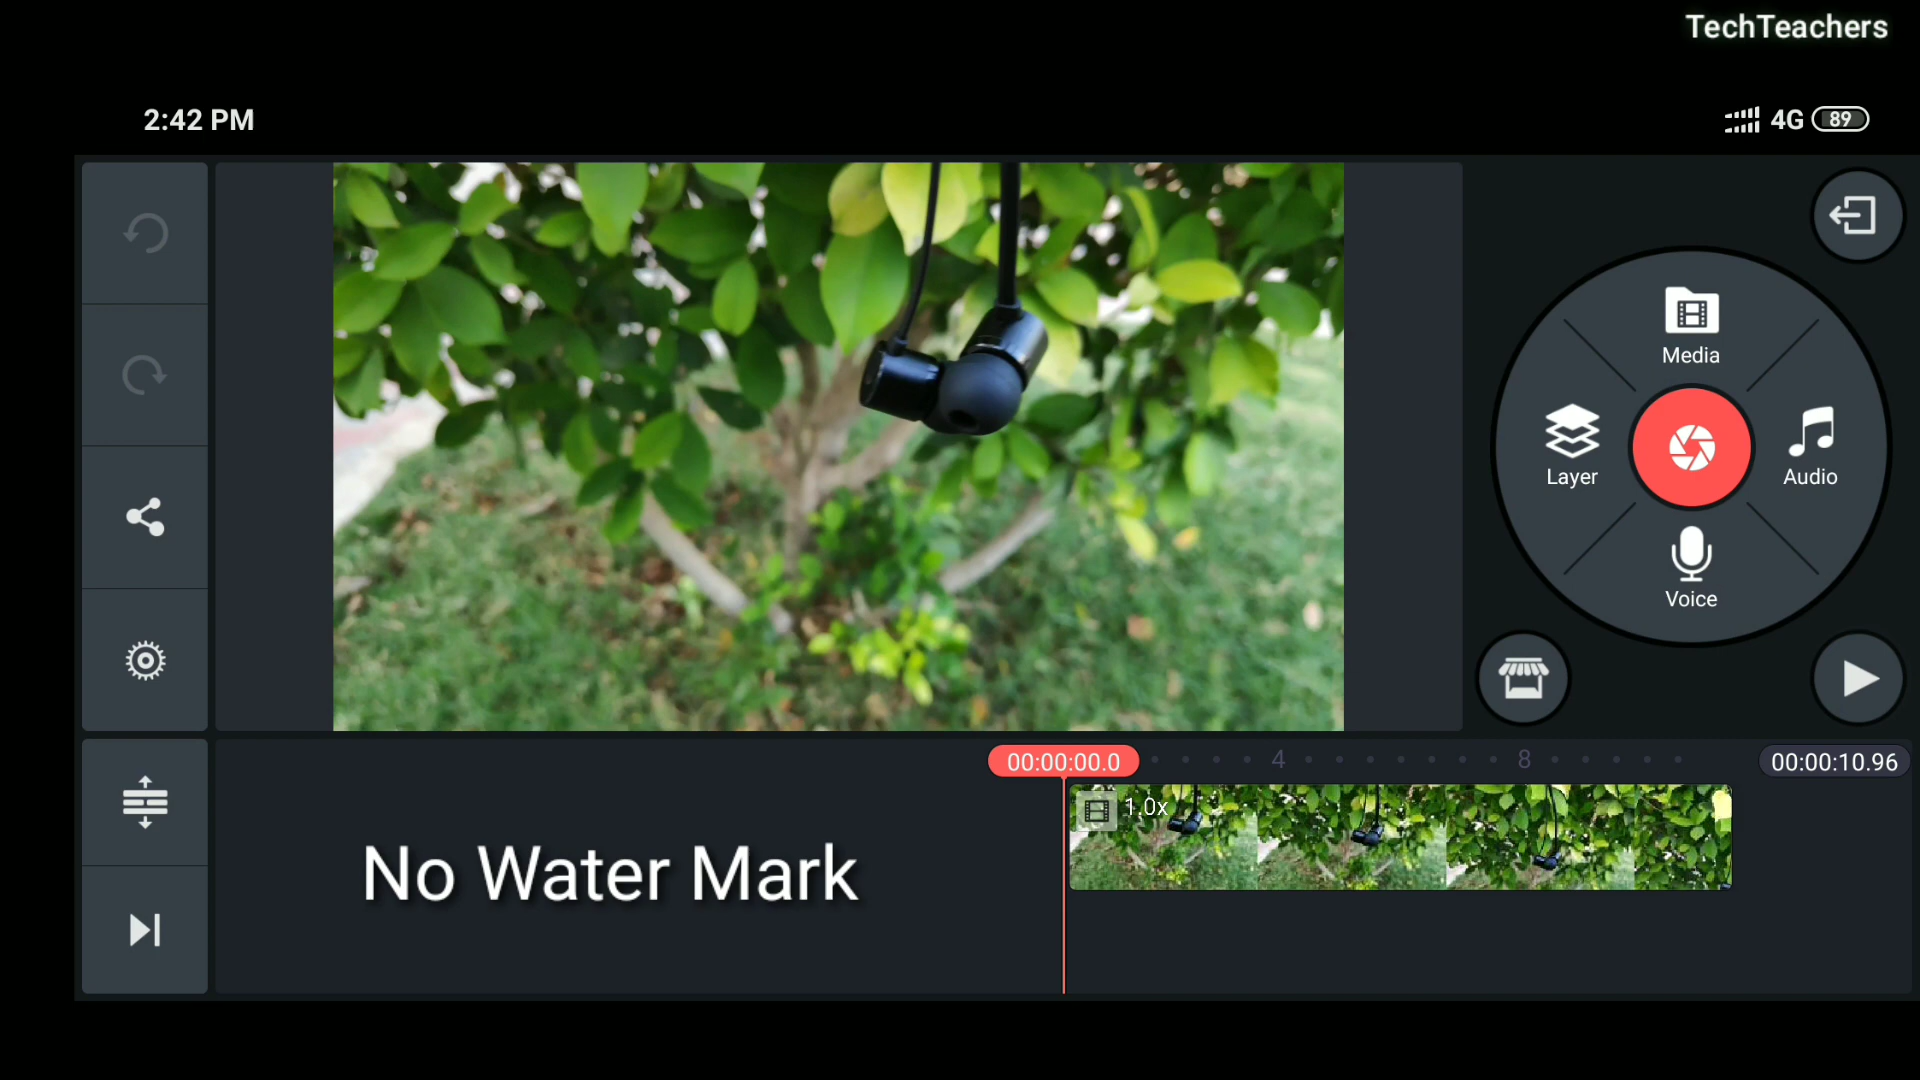 TechTeachers
2:42 PM
4G 89
Media
Layer
Audio
Voice
00:00:00.0
4
8
00:00:10.96
1.0x
No Water Mark